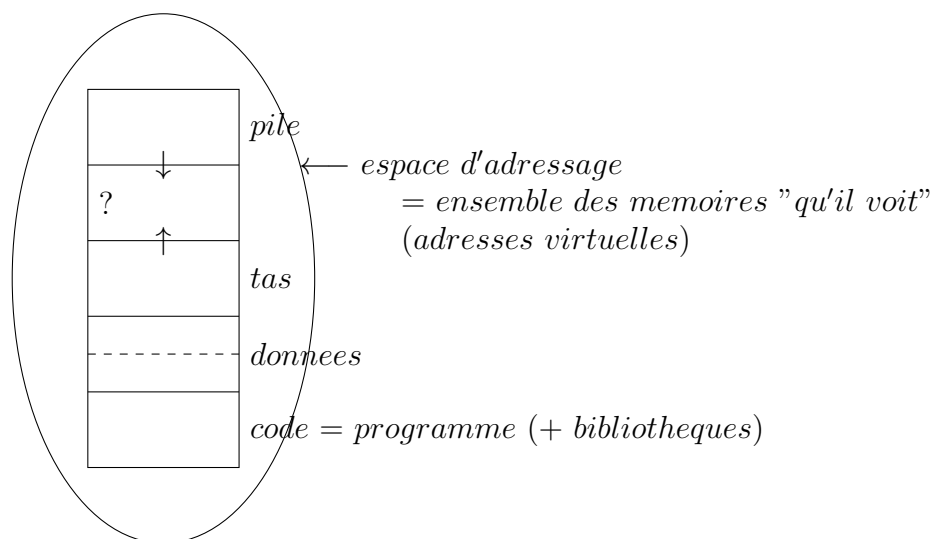 pile
espace d'adressage
?
= ensemble des memoires ”qu'il voit”
(adresses virtuelles)
tas
donnees
code = programme (+ bibliotheques)